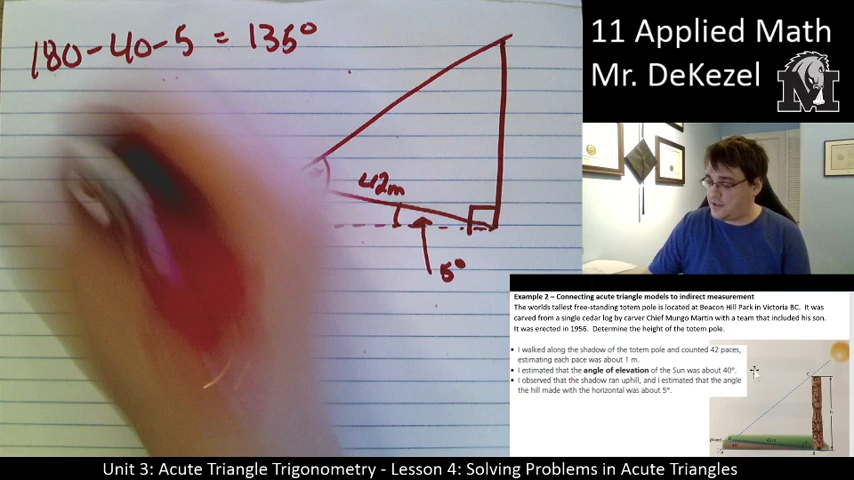 180-40-5 = 135°
42m
5°
11 Applied Math
Mr. DeKezel
M
Example 2 – Connecting acute triangle models to indirect measurement
The worlds tallest free-standing totem pole is located at Beacon Hill Park in Victoria BC. It was
carved from a single cedar log by carver Chief Mungo Martin with a team that included his son.
It was erected in 1956. Determine the height of the totem pole.
• I walked along the shadow of the totem pole and counted 42 paces,
estimating each pace was about 1 m.
• I estimated that the angle of elevation of the Sun was about 40°.
• I observed that the shadow ran uphill, and I estimated that the angle
the hill made with the horizontal was about 5°.
Unit 3: Acute Triangle Trigonometry - Lesson 4: Solving Problems in Acute Triangles